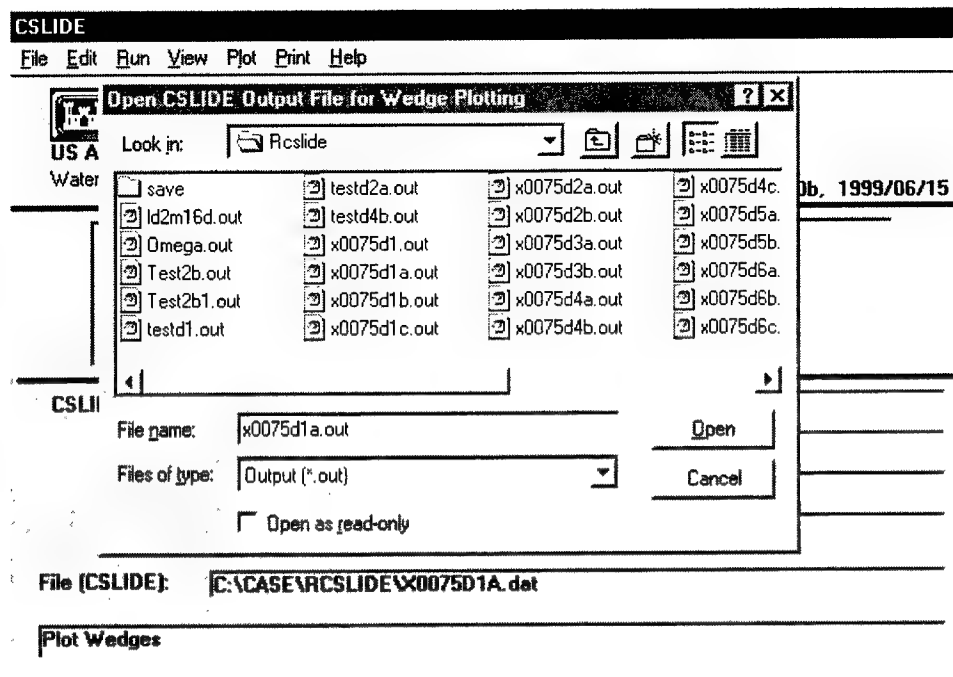 CSLIDE
File Edit Run View Plot Print Help
Open CSLIDE Output File for Wedge Plotting
US A
Look in: Rcslide
Water
0b, 1999/06/15
save testd2a.out x0075d2a.out x0075d4c.
ld2m16d.out testd4b.out x0075d2b.out x0075d5a.
Omega.out x0075d1.out x0075d3a.out x0075d5b.
Test2b.out x0075d1a.out x0075d3b.out x0075d6a.
Test2b1.out x0075d1b.out x0075d4a.out x0075d6b.
testd1.out x0075d1c.out x0075d4b.out x0075d6c.
CSLI
File name: x0075d1a.out Open
Files of type: Output (*.out) Cancel
Open as read-only
File (CSLIDE): C:\CASE\RCSLIDE\X0075D1A.dat
Plot Wedges